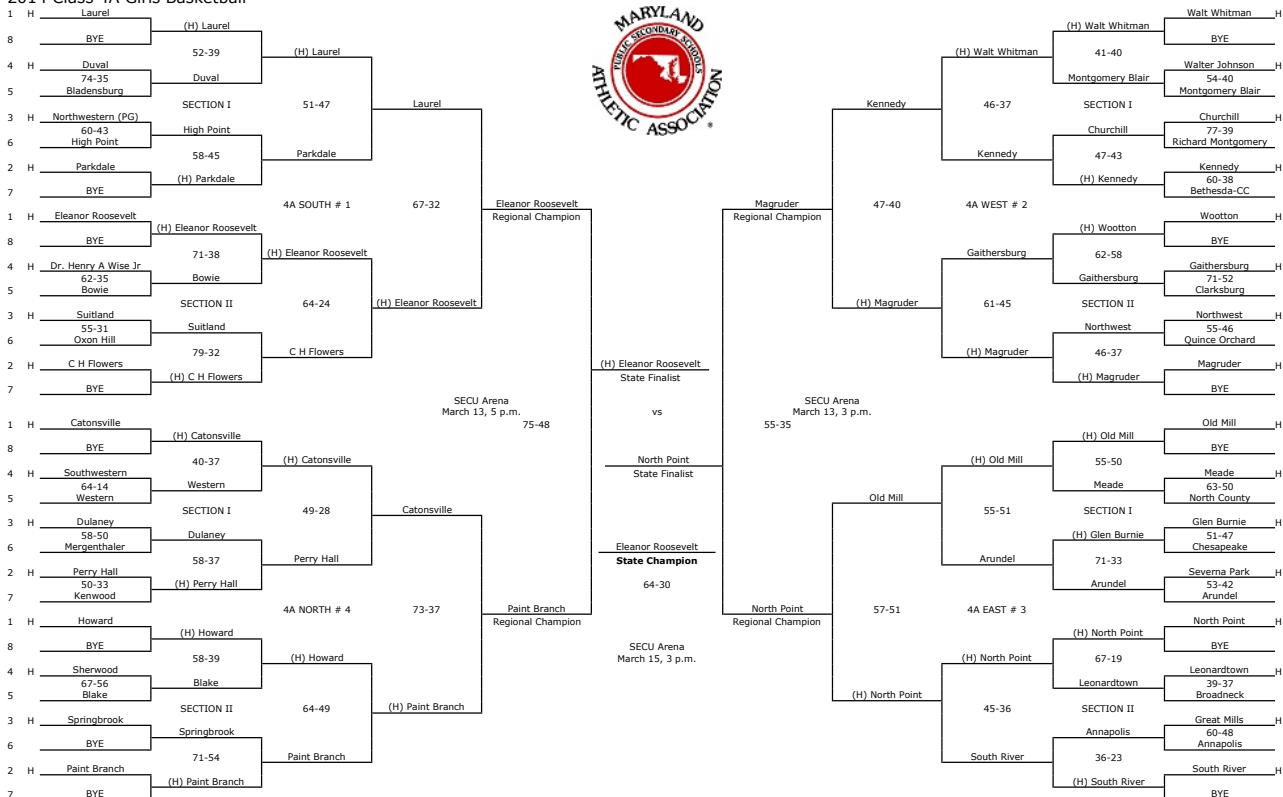 2014 Class 4A Girls Basketball
MARYLAND
PUBLIC SECONDARY SCHOOLS
ATHLETIC ASSOCIATION
®
1 H Laurel
8 BYE
4 H Duval
74-35
5 Bladensburg
3 H Northwestern (PG)
60-43
6 High Point
2 H Parkdale
7 BYE
1 H Eleanor Roosevelt
8 BYE
4 H Dr. Henry A Wise Jr
62-35
5 Bowie
3 H Suitland
55-31
6 Oxon Hill
2 H C H Flowers
7 BYE
1 H Catonsville
8 BYE
4 H Southwestern
64-14
5 Western
3 H Dulaney
58-50
6 Mergenthaler
2 H Perry Hall
50-33
7 Kenwood
1 H Howard
8 BYE
4 H Sherwood
67-56
5 Blake
3 H Springbrook
6 BYE
2 H Paint Branch
7 BYE
(H) Laurel
52-39
Duval
SECTION I
High Point
58-45
(H) Parkdale
(H) Eleanor Roosevelt
71-38
Bowie
SECTION II
Suitland
79-32
(H) C H Flowers
(H) Catonsville
40-37
Western
SECTION I
Dulaney
58-37
(H) Perry Hall
(H) Howard
58-39
Blake
SECTION II
Springbrook
71-54
(H) Paint Branch
(H) Laurel
51-47
Parkdale
4A SOUTH # 1
(H) Eleanor Roosevelt
64-24
C H Flowers
(H) Catonsville
49-28
Perry Hall
4A NORTH # 4
(H) Howard
64-49
Paint Branch
Laurel
67-32
(H) Eleanor Roosevelt
Catonsville
73-37
(H) Paint Branch
Eleanor Roosevelt
Regional Champion
SECU Arena
March 13, 5 p.m.
75-48
Paint Branch
Regional Champion
(H) Eleanor Roosevelt
State Finalist
vs
North Point
State Finalist
Eleanor Roosevelt
State Champion
64-30
SECU Arena
March 15, 3 p.m.
Magruder
Regional Champion
SECU Arena
March 13, 3 p.m.
55-35
North Point
Regional Champion
Kennedy
47-40
(H) Magruder
Old Mill
57-51
(H) North Point
(H) Walt Whitman
46-37
Kennedy
4A WEST # 2
Gaithersburg
61-45
(H) Magruder
(H) Old Mill
55-51
Arundel
4A EAST # 3
(H) North Point
45-36
South River
(H) Walt Whitman
41-40
Montgomery Blair
SECTION I
Churchill
47-43
(H) Kennedy
(H) Wootton
62-58
Gaithersburg
SECTION II
Northwest
46-37
(H) Magruder
(H) Old Mill
55-50
Meade
SECTION I
(H) Glen Burnie
71-33
Arundel
(H) North Point
67-19
Leonardtown
SECTION II
Annapolis
36-23
(H) South River
Walt Whitman H
BYE
Walter Johnson H
54-40
Montgomery Blair
Churchill H
77-39
Richard Montgomery
Kennedy H
60-38
Bethesda-CC
Wootton H
BYE
Gaithersburg H
71-52
Clarksburg
Northwest H
55-46
Quince Orchard
Magruder H
BYE
Old Mill H
BYE
Meade H
63-50
North County
Glen Burnie H
51-47
Chesapeake
Severna Park H
53-42
Arundel
North Point H
BYE
Leonardtown H
39-37
Broadneck
Great Mills H
60-48
Annapolis
South River H
BYE